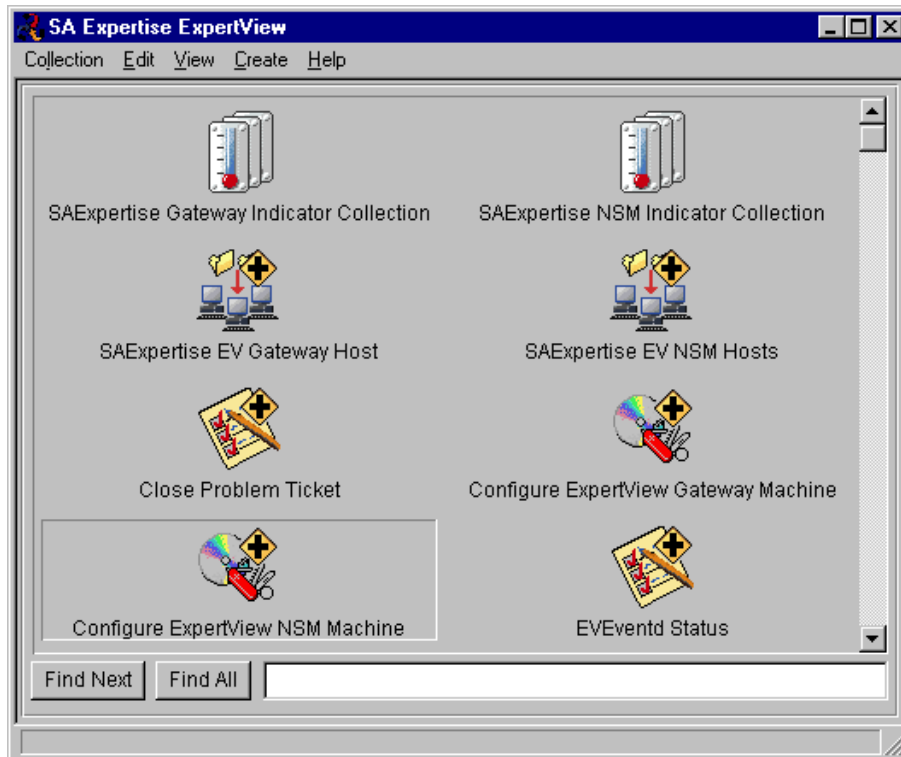 SA Expertise ExpertView
Collection Edit View Create Help
SAExpertise Gateway Indicator Collection
SAExpertise NSM Indicator Collection
SAExpertise EV Gateway Host
SAExpertise EV NSM Hosts
Close Problem Ticket
Configure ExpertView Gateway Machine
Configure ExpertView NSM Machine
EVEventd Status
Find Next
Find All